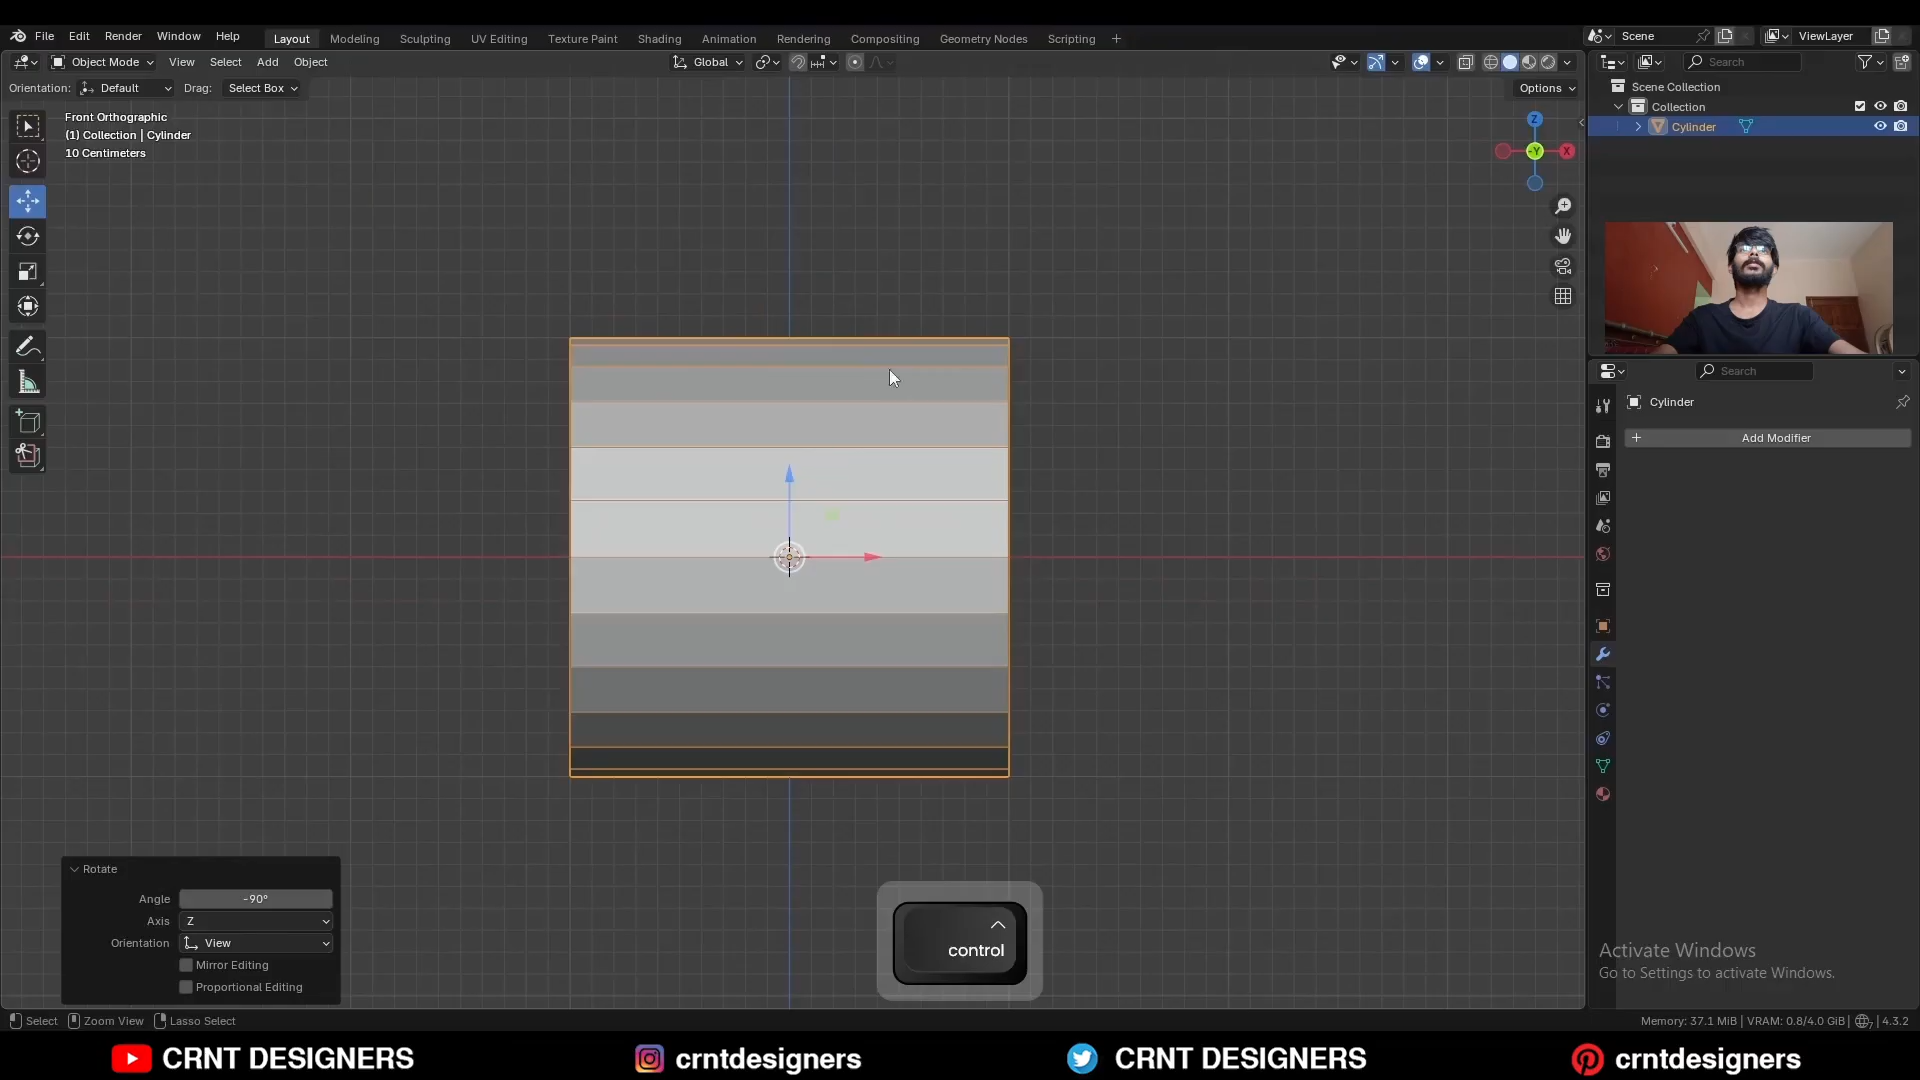 File Edit Render Window Help Layout Modeling Sculpting UV Editing Texture Paint Shading Animation Rendering Compositing Geometry Nodes Scripting + Scene ViewLayer
Object Mode View Select Add Object Global Search
Orientation: Default Drag: Select Box Options
Scene Collection
Collection
Cylinder
Front Orthographic
(1) Collection | Cylinder
10 Centimeters
Z
-Y
X
Search
Cylinder
+ Add Modifier
Rotate
Angle -90°
Axis Z
Orientation View
Mirror Editing
Proportional Editing
control
Activate Windows
Go to Settings to activate Windows.
Select Zoom View Lasso Select Memory: 37.1 MiB | VRAM: 0.8/4.0 GiB | 7 | 4.3.2
CRNT DESIGNERS crntdesigners CRNT DESIGNERS crntdesigners